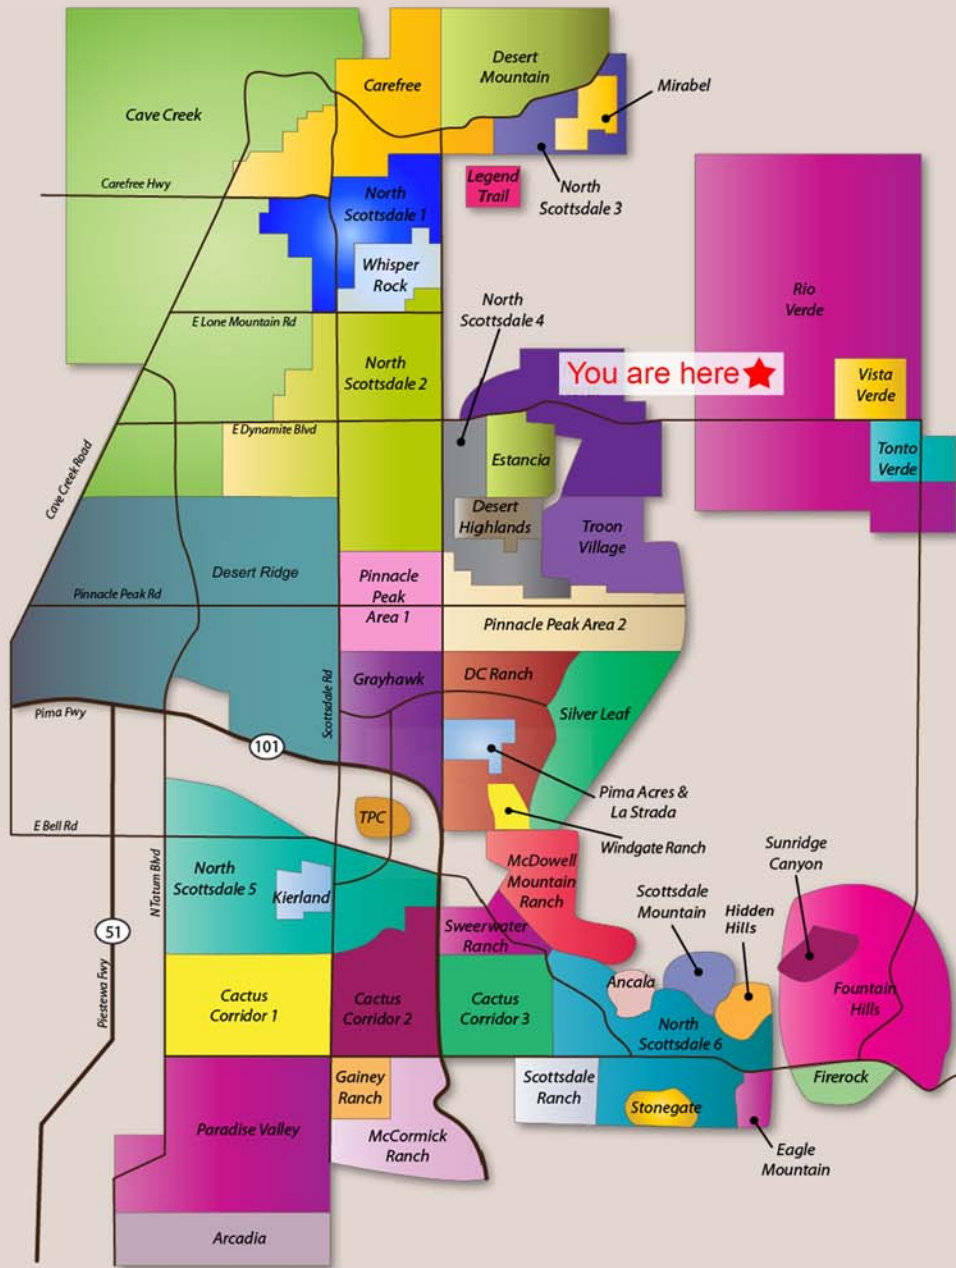 Desert
Mountain
Carefree
Mirabel
Cave Creek
Legend
Trail
Carefree Hwy
North
Scottsdale 1
North
Scottsdale 3
Whisper
Rock
Rio
Verde
North
Scottsdale 4
E Lone Mountain Rd
North
Scottsdale 2
You are here
Vista
Verde
E Dynamite Blvd
Tonto
Verde
Estancia
Cave Creek Road
Desert
Highlands
Troon
Village
Desert Ridge
Pinnacle
Peak
Area 1
Pinnacle Peak Rd
Pinnacle Peak Area 2
Grayhawk
DC Ranch
Scottsdale Rd
Silver Leaf
Pima Fwy
101
Pima Acres &
La Strada
TPC
E Bell Rd
Windgate Ranch
Sunridge
Canyon
McDowell
Mountain
Ranch
N Tatum Blvd
North
Scottsdale 5
Kierland
Scottsdale
Mountain
Hidden
Hills
51
Sweerwater
Ranch
Piestewa Fwy
Ancala
Fountain
Hills
Cactus
Corridor 1
Cactus
Corridor 2
Cactus
Corridor 3
North
Scottsdale 6
Gainey
Ranch
Scottsdale
Ranch
Firerock
Stonegate
Paradise Valley
McCormick
Ranch
Eagle
Mountain
Arcadia